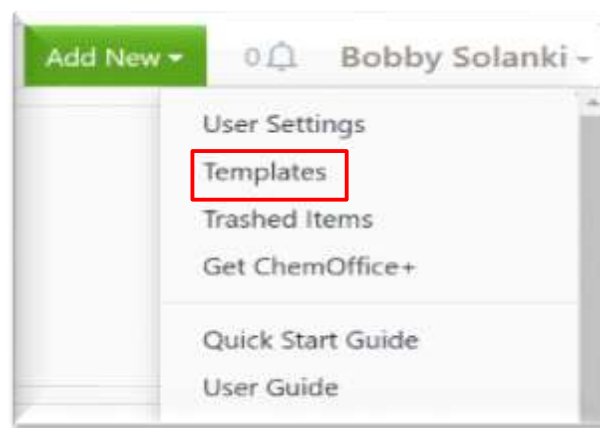 Add New 0 Bobby Solanki
User Settings
Templates
Trashed Items
Get ChemOffice+
Quick Start Guide
User Guide